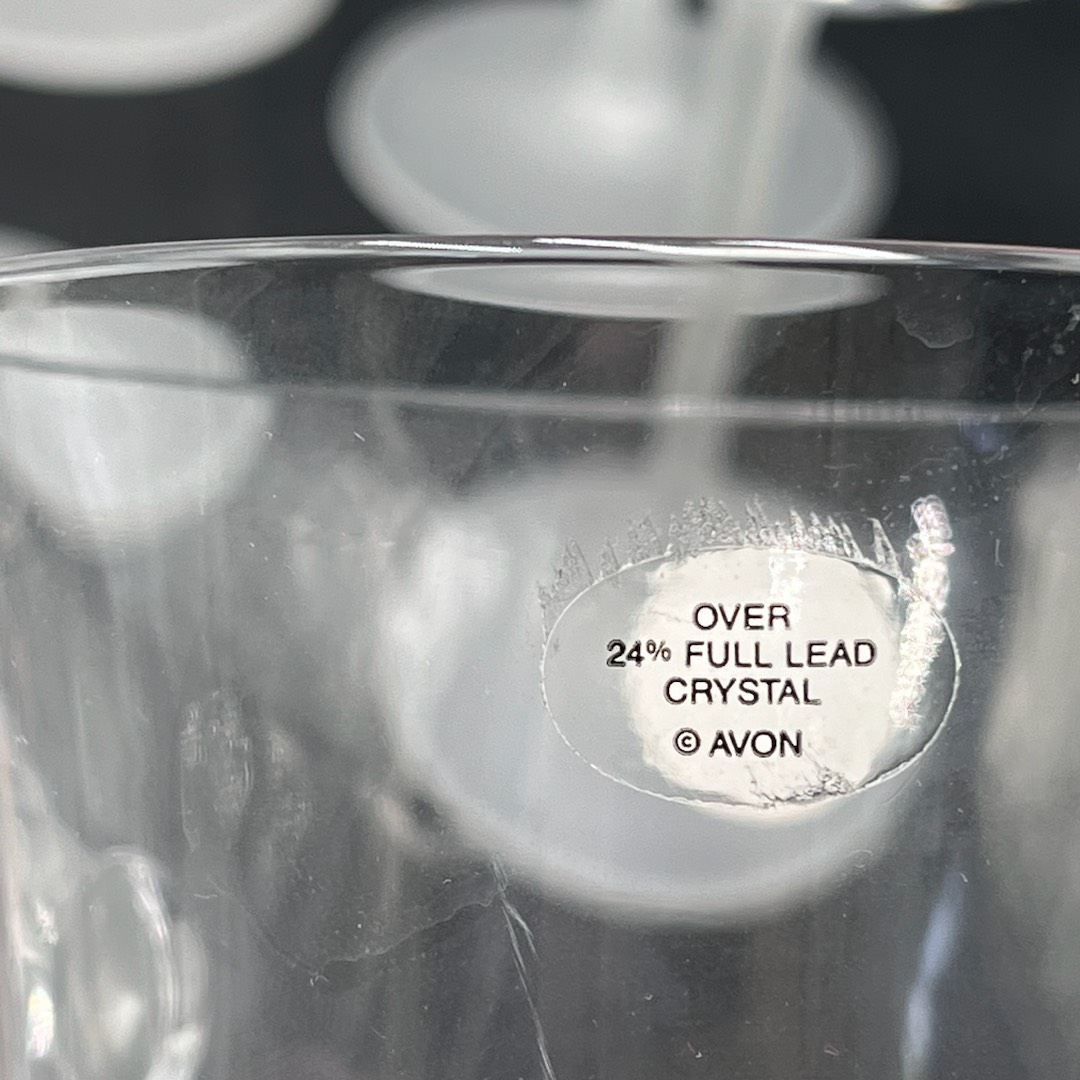 OVER
24% FULL LEAD
CRYSTAL
© AVON